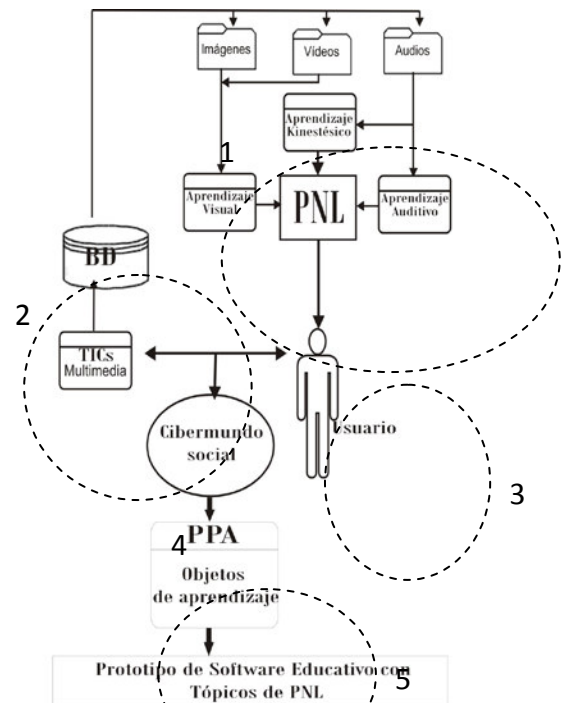 Imágenes
Vídeos
Audios
Aprendizaje
Kinestésico
1
Aprendizaje
Visual
PNL
Aprendizaje
Auditivo
BD
2
TICs
Multimedia
Usuario
Cibermundo
social
3
PPA
4
Objetos
de aprendizaje
Prototipo de Software Educativo con
5
Tópicos de PNL